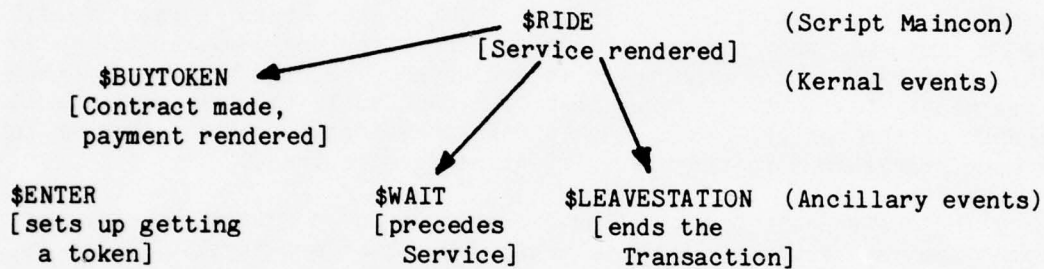 $RIDE (Script Maincon)
[Service rendered]
$BUYTOKEN (Kernal events)
[Contract made,
payment rendered]
$ENTER $WAIT $LEAVESTATION (Ancillary events)
[sets up getting [precedes [ends the
a token] Service] Transaction]